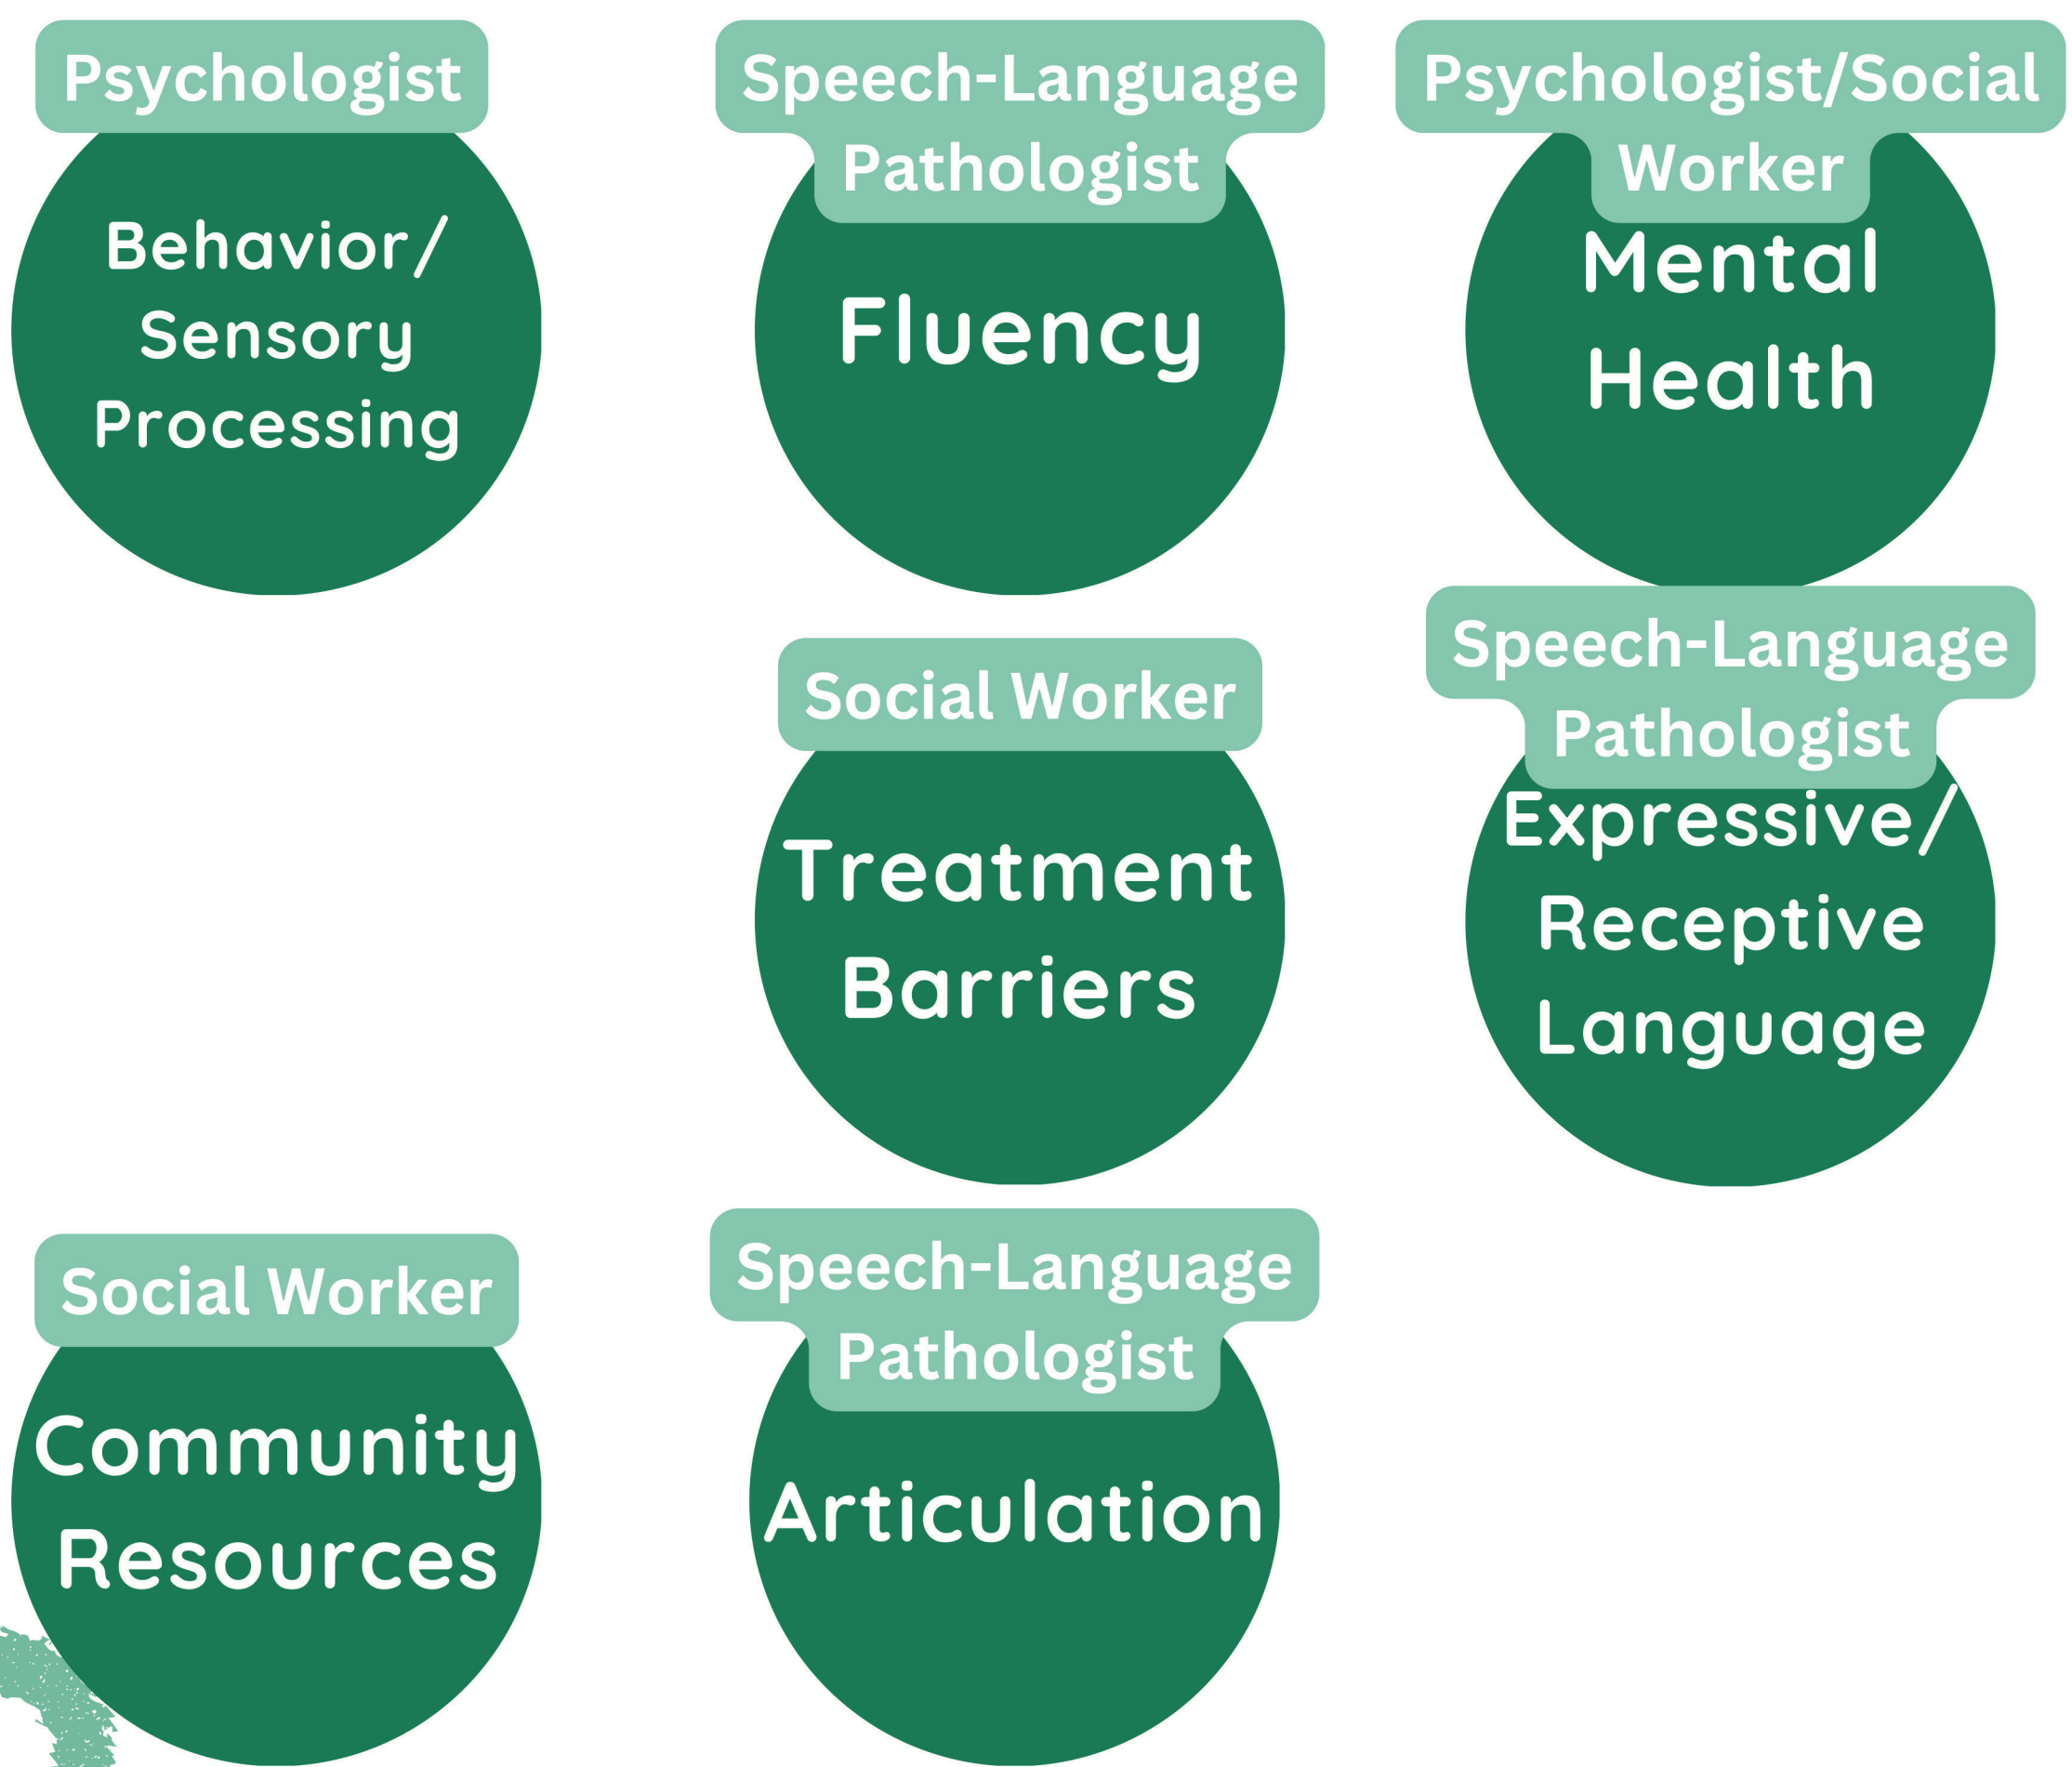 Psychologist
Behavior/
Sensory
Processing
Speech-Language
Pathologist
Fluency
Psychologist/Social
Worker
Mental
Health
Social Worker
Treatment
Barriers
Speech-Language
Pathologist
Expressive/
Receptive
Language
Social Worker
Community
Resources
Speech-Language
Pathologist
Articulation